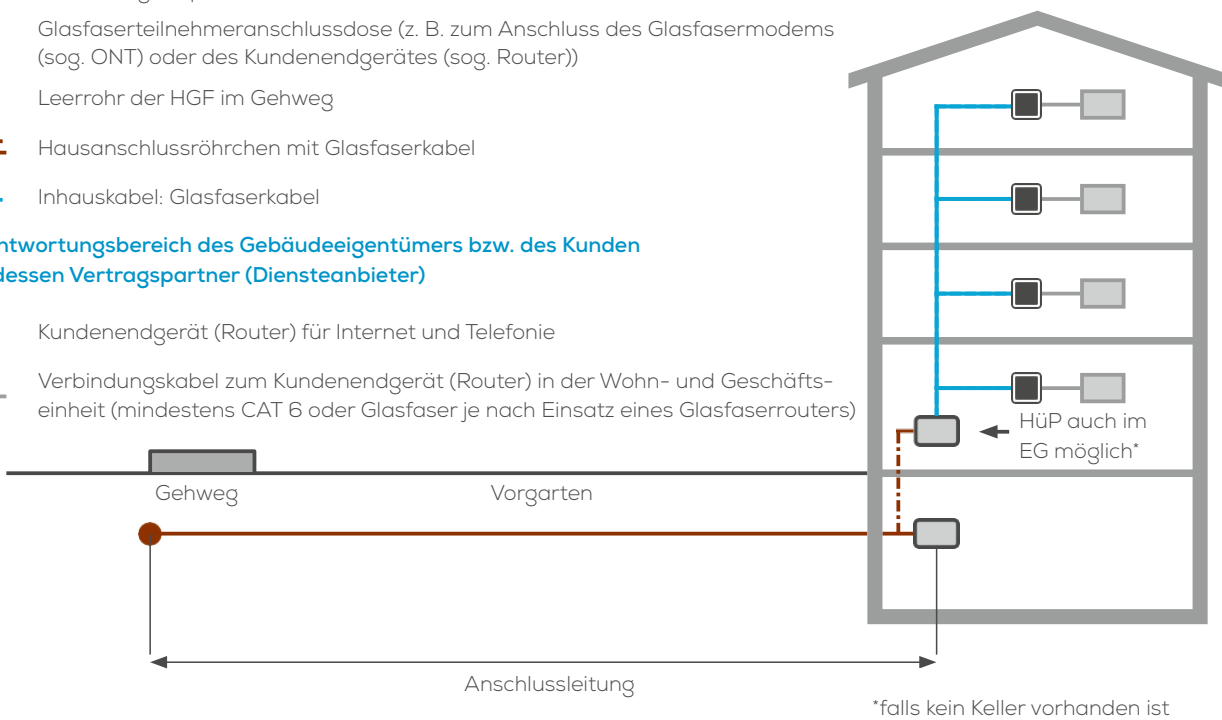 Glasfaserteilnehmeranschlussdose (z. B. zum Anschluss des Glasfasermodems
(sog. ONT) oder des Kundenendgerätes (sog. Router))
Leerrohr der HGF im Gehweg
Hausanschlussröhrchen mit Glasfaserkabel
Inhauskabel: Glasfaserkabel
ntwortungsbereich des Gebäudeeigentümers bzw. des Kunden
dessen Vertragspartner (Diensteanbieter)
Kundenendgerät (Router) für Internet und Telefonie
Verbindungskabel zum Kundenendgerät (Router) in der Wohn- und Geschäfts-
einheit (mindestens CAT 6 oder Glasfaser je nach Einsatz eines Glasfaserrouters)
HüP auch im
EG möglich*
Gehweg
Vorgarten
Anschlussleitung
*falls kein Keller vorhanden ist